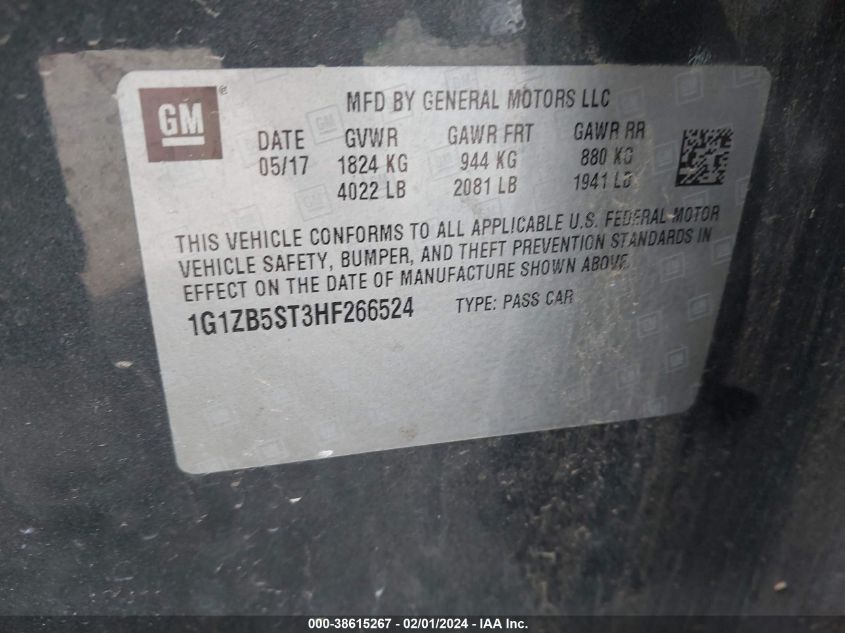 GM ®
MFD BY GENERAL MOTORS LLC
DATE GVWR GAWR FRT GAWR RR
05/17 1824 KG 944 KG 880 KG
4022 LB 2081 LB 1941 LB
THIS VEHICLE CONFORMS TO ALL APPLICABLE U.S. FEDERAL MOTOR
VEHICLE SAFETY, BUMPER, AND THEFT PREVENTION STANDARDS IN
EFFECT ON THE DATE OF MANUFACTURE SHOWN ABOVE.
1G1ZB5ST3HF266524 TYPE: PASS CAR
000-38615267 - 02/01/2024 - IAA Inc.